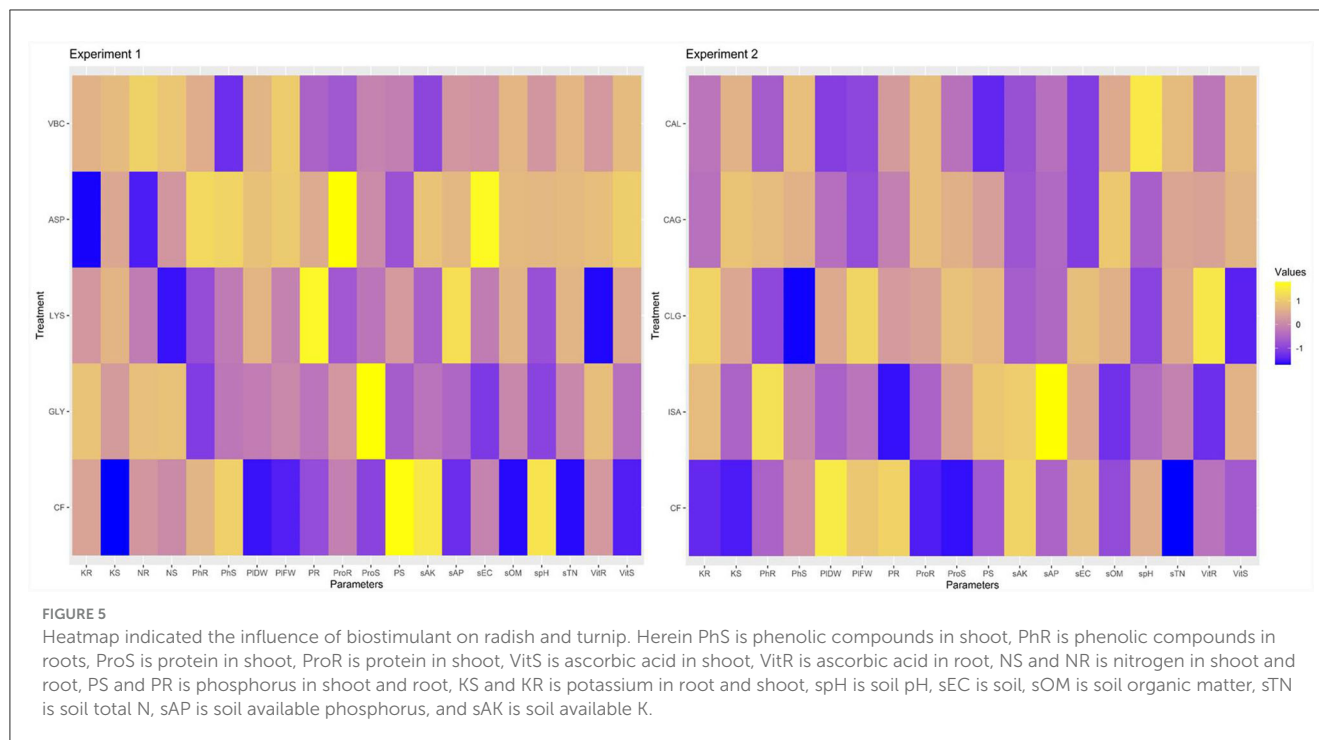 Experiment 1
Experiment 2
Treatment
VBC
ASP
LYS
GLY
CF
KR KS NR NS PhR PhS PlDW PlFW PR ProR ProS PS sAK sAP sEC sOM spH sTN VitR VitS
Parameters
Treatment
CAL
CAG
CLG
ISA
CF
KR KS PhR PhS PlDW PlFW PR ProR ProS PS sAK sAP sEC sOM spH sTN VitR VitS
Parameters
Values
1
0
-1
FIGURE 5
Heatmap indicated the influence of biostimulant on radish and turnip. Herein PhS is phenolic compounds in shoot, PhR is phenolic compounds in
roots, ProS is protein in shoot, ProR is protein in shoot, VitS is ascorbic acid in shoot, VitR is ascorbic acid in root, NS and NR is nitrogen in shoot and
root, PS and PR is phosphorus in shoot and root, KS and KR is potassium in root and shoot, spH is soil pH, sEC is soil, sOM is soil organic matter, sTN
is soil total N, sAP is soil available phosphorus, and sAK is soil available K.